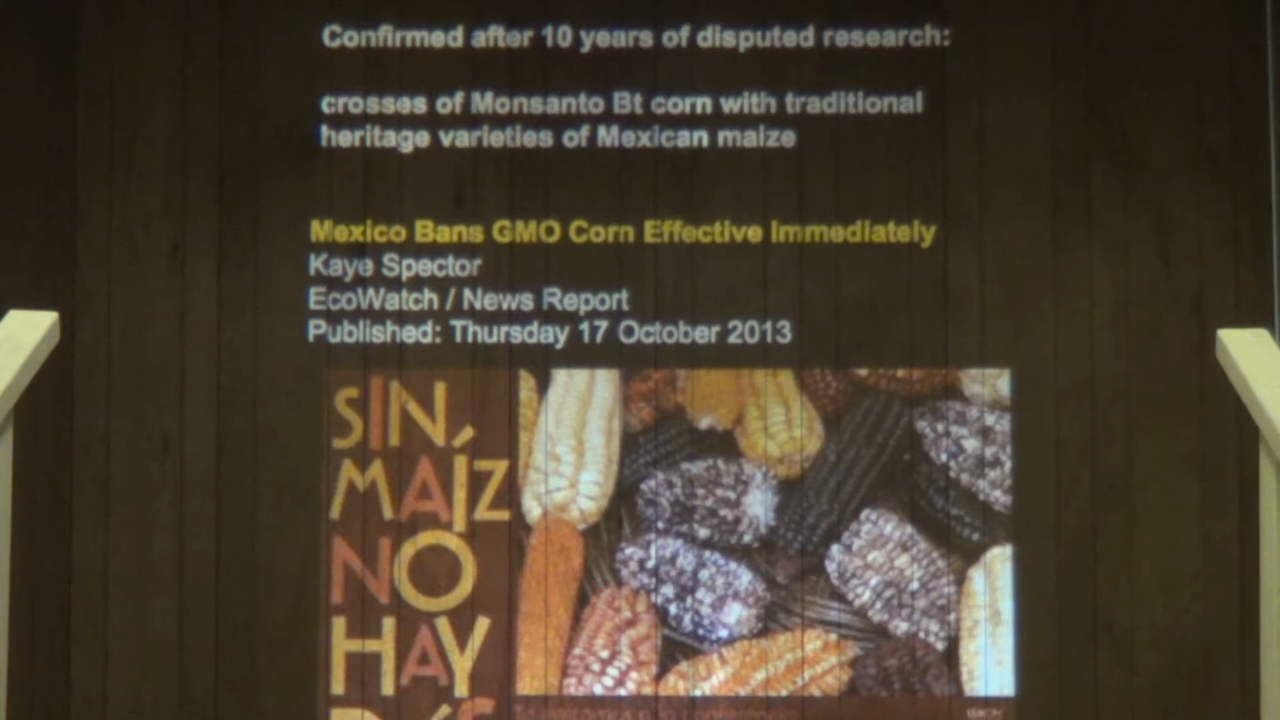 Confirmed after 10 years of disputed research:
crosses of Monsanto Bt corn with traditional
heritage varieties of Mexican maize
Mexico Bans GMO Corn Effective Immediately
Kaye Spector
EcoWatch / News Report
Published: Thursday 17 October 2013
SIN
MAÍZ
NO
HAY